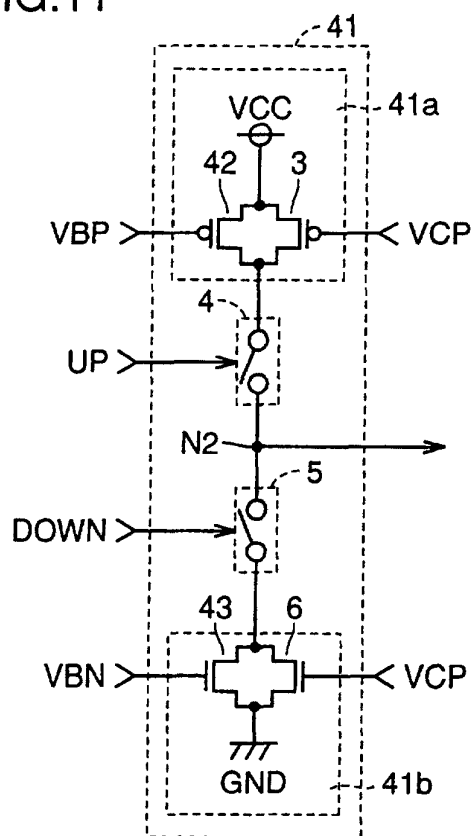 FIG.11
41
VCC
41a
42
3
VBP
VCP
4
UP
N2
5
DOWN
43
6
VBN
VCP
GND
41b